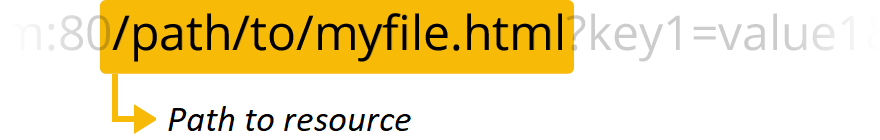 m:80/path/to/myfile.html?key1=value1&
Path to resource